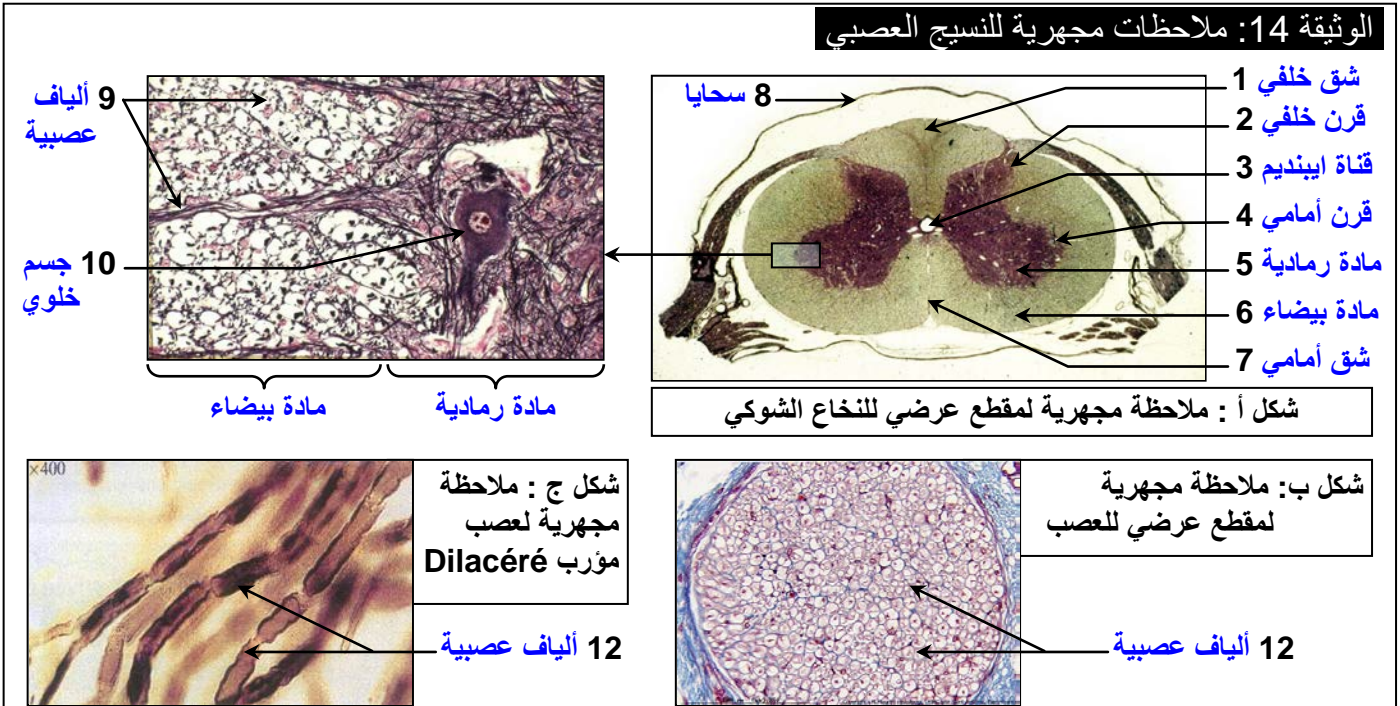 الوثيقة 14: ملاحظات مجهرية للنسيج العصبي
شق خلفي 1
قرن خلفي 2
قناة ايبنديم 3
قرن أمامي 4
مادة رمادية 5
مادة بيضاء 6
شق أمامي 7
8 سحايا
9 ألياف
عصبية
10 جسم
خلوي
مادة رمادية
مادة بيضاء
شكل أ : ملاحظة مجهرية لمقطع عرضي للنخاع الشوكي
شكل ب: ملاحظة مجهرية
لمقطع عرضي للعصب
12 ألياف عصبية
شكل ج : ملاحظة
مجهرية لعصب
مؤرب Dilacéré
12 ألياف عصبية
×400